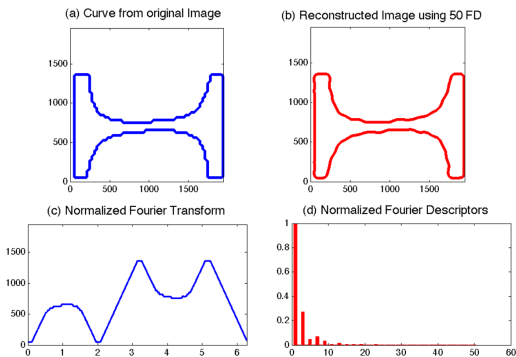 (a) Curve from original Image
(b) Reconstructed Image using 50 FD
1500
1000
500
0
0 500 1000 1500
1500
1000
500
0
0 500 1000 1500
(c) Normalized Fourier Transform
(d) Normalized Fourier Descriptors
1500
1000
500
0
0 1 2 3 4 5 6
1
0.8
0.6
0.4
0.2
0
0 10 20 30 40 50 60